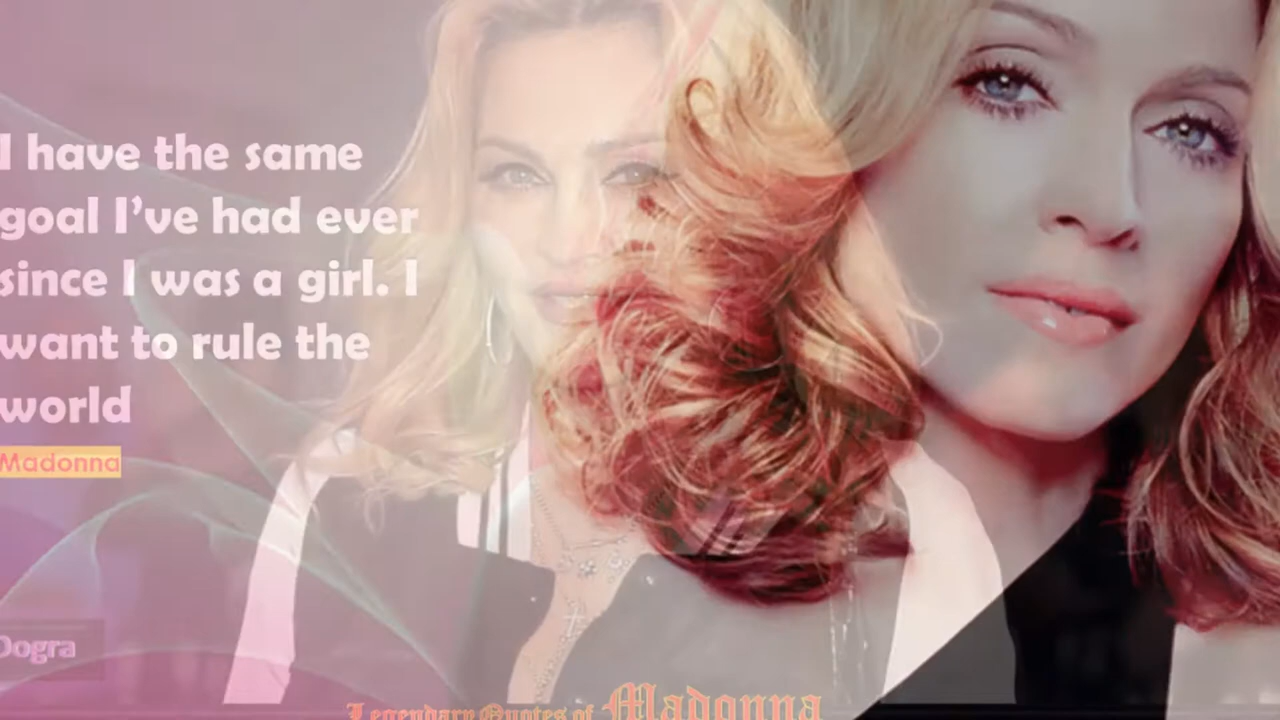 I have the same
goal I've had ever
since I was a girl. I
want to rule the
world
Madonna
Dogra
Legendary Quotes of Madonna